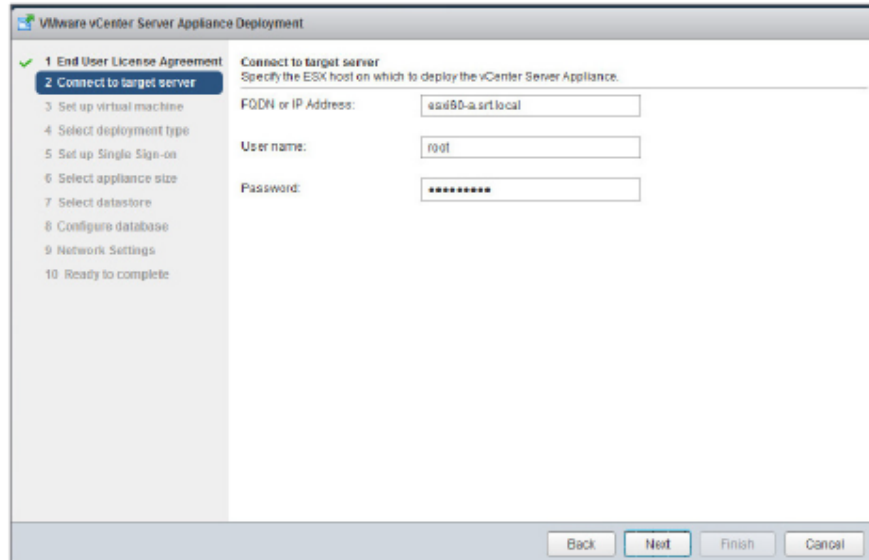 VMware vCenter Server Appliance Deployment
1 End User License Agreement
2 Connect to target server
3 Set up virtual machine
4 Select deployment type
5 Set up Single Sign-on
6 Select appliance size
7 Select datastore
8 Configure database
9 Network Settings
10 Ready to complete
Connect to target server
Specify the ESX host on which to deploy the vCenter Server Appliance.
FQDN or IP Address:
esxi60-a.srt.local
User name:
root
Password:
•••••••••
Back
Next
Finish
Cancel